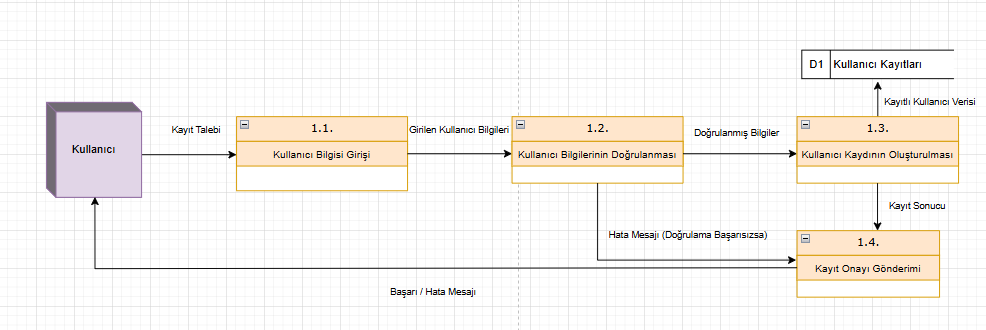 D1 Kullanıcı Kayıtları
Kayıtlı Kullanıcı Verisi
Kullanıcı
Kayıt Talebi
1.1.
Kullanıcı Bilgisi Girişi
Girilen Kullanıcı Bilgileri
1.2.
Kullanıcı Bilgilerinin Doğrulanması
Doğrulanmış Bilgiler
1.3.
Kullanıcı Kaydının Oluşturulması
Kayıt Sonucu
Hata Mesajı (Doğrulama Başarısızsa)
1.4.
Kayıt Onayı Gönderimi
Başarı / Hata Mesajı